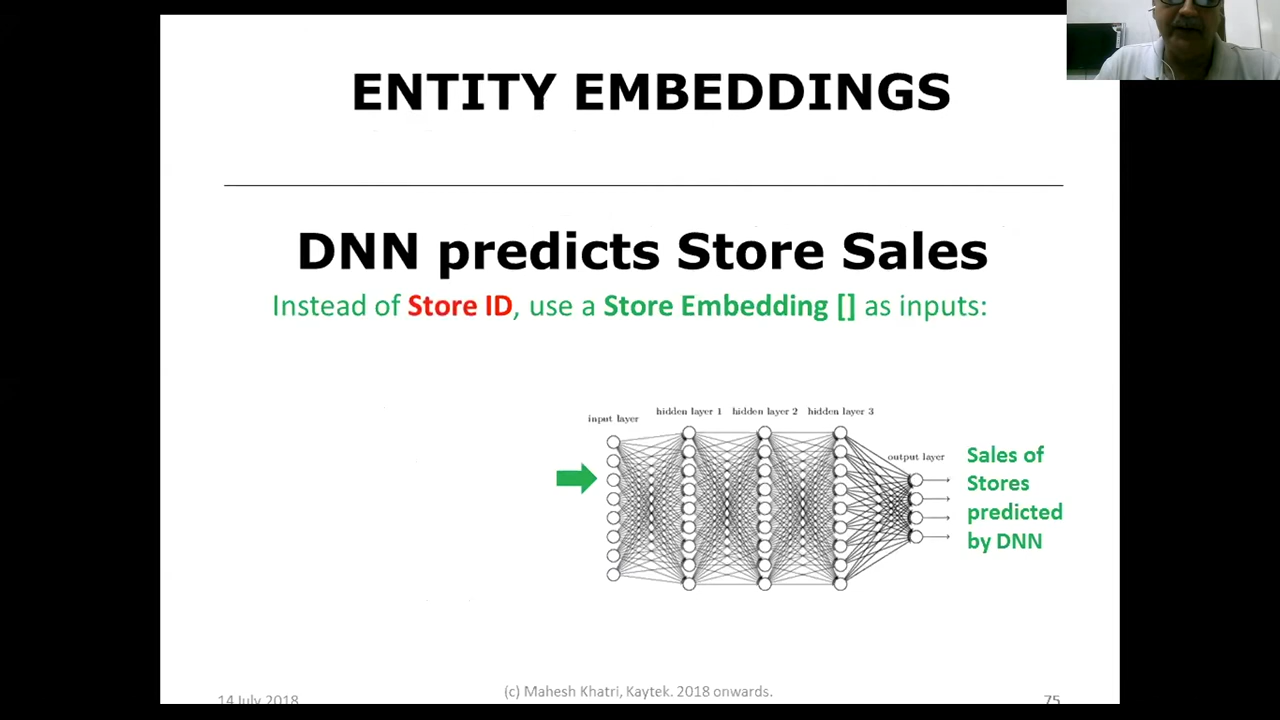 ENTITY EMBEDDINGS
DNN predicts Store Sales
Instead of Store ID, use a Store Embedding [] as inputs:
input layer
hidden layer 1
hidden layer 2
hidden layer 3
output layer
Sales of
Stores
predicted
by DNN
14 July 2018
(c) Mahesh Khatri, Kaytek. 2018 onwards.
75